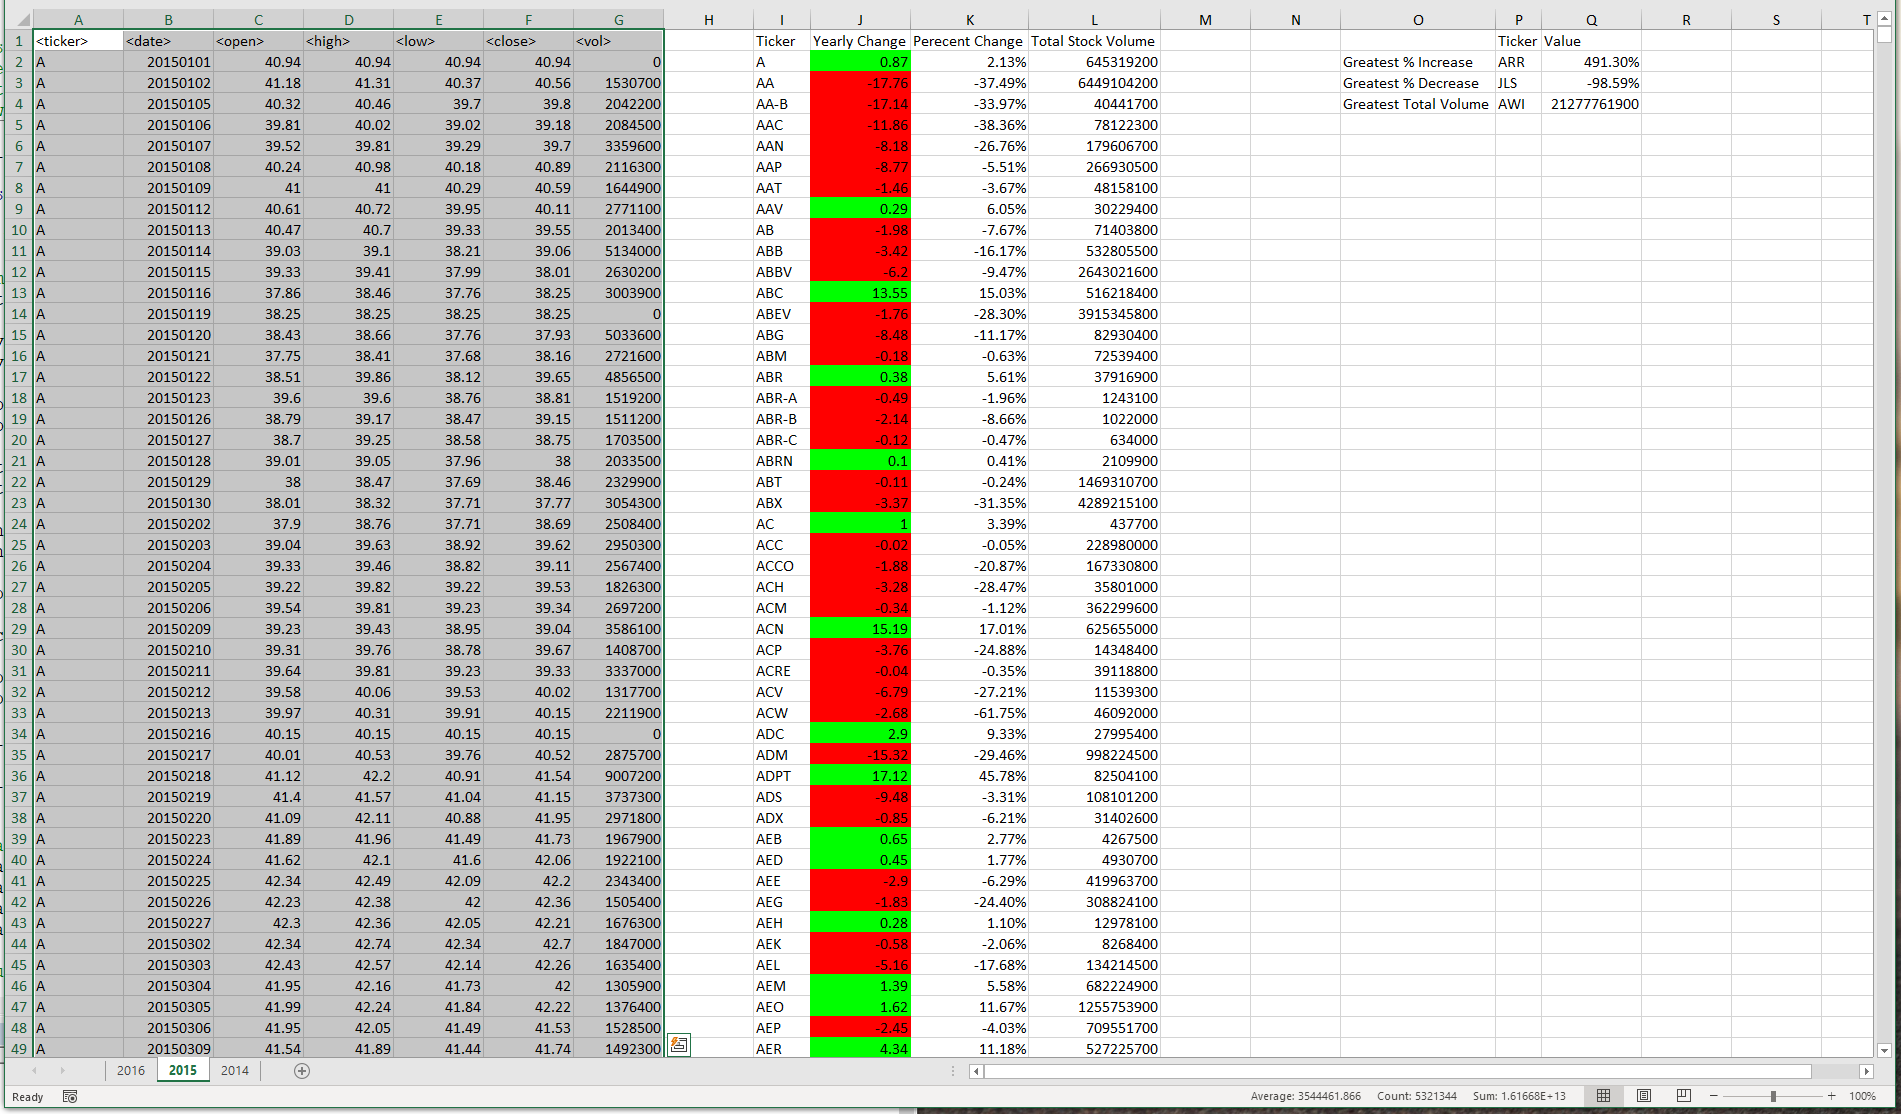 A B C D E F G H I J K L M N O P Q R S T
1 <ticker> <date> <open> <high> <low> <close> <vol> Ticker Yearly Change Perecent Change Total Stock Volume Ticker Value
2 A 20150101 40.94 40.94 40.94 40.94 0 A 0.87 2.13% 645319200 Greatest % Increase ARR 491.30%
3 A 20150102 41.18 41.31 40.37 40.56 1530700 AA -17.76 -37.49% 6449104200 Greatest % Decrease JLS -98.59%
4 A 20150105 40.32 40.46 39.7 39.8 2042200 AA-B -17.14 -33.97% 40441700 Greatest Total Volume AWI 21277761900
5 A 20150106 39.81 40.02 39.02 39.18 2084500 AAC -11.86 -38.36% 78122300
6 A 20150107 39.52 39.81 39.29 39.7 3359600 AAN -8.18 -26.76% 179606700
7 A 20150108 40.24 40.98 40.18 40.89 2116300 AAP -8.77 -5.51% 266930500
8 A 20150109 41 41 40.29 40.59 1644900 AAT -1.46 -3.67% 48158100
9 A 20150112 40.61 40.72 39.95 40.11 2771100 AAV 0.29 6.05% 30229400
10 A 20150113 40.47 40.7 39.33 39.55 2013400 AB -1.98 -7.67% 71403800
11 A 20150114 39.03 39.1 38.21 39.06 5134000 ABB -3.42 -16.17% 532805500
12 A 20150115 39.33 39.41 37.99 38.01 2630200 ABBV -6.2 -9.47% 2643021600
13 A 20150116 37.86 38.46 37.76 38.25 3003900 ABC 13.55 15.03% 516218400
14 A 20150119 38.25 38.25 38.25 38.25 0 ABEV -1.76 -28.30% 3915345800
15 A 20150120 38.43 38.66 37.76 37.93 5033600 ABG -8.48 -11.17% 82930400
16 A 20150121 37.75 38.41 37.68 38.16 2721600 ABM -0.18 -0.63% 72539400
17 A 20150122 38.51 39.86 38.12 39.65 4856500 ABR 0.38 5.61% 37916900
18 A 20150123 39.6 39.6 38.76 38.81 1519200 ABR-A -0.49 -1.96% 1243100
19 A 20150126 38.79 39.17 38.47 39.15 1511200 ABR-B -2.14 -8.66% 1022000
20 A 20150127 38.7 39.25 38.58 38.75 1703500 ABR-C -0.12 -0.47% 634000
21 A 20150128 39.01 39.05 37.96 38 2033500 ABRN 0.1 0.41% 2109900
22 A 20150129 38 38.47 37.69 38.46 2329900 ABT -0.11 -0.24% 1469310700
23 A 20150130 38.01 38.32 37.71 37.77 3054300 ABX -3.37 -31.35% 4289215100
24 A 20150202 37.9 38.76 37.71 38.69 2508400 AC 1 3.39% 437700
25 A 20150203 39.04 39.63 38.92 39.62 2950300 ACC -0.02 -0.05% 228980000
26 A 20150204 39.33 39.46 38.82 39.11 2567400 ACCO -1.88 -20.87% 167330800
27 A 20150205 39.22 39.82 39.22 39.53 1826300 ACH -3.28 -28.47% 35801000
28 A 20150206 39.54 39.81 39.23 39.34 2697200 ACM -0.34 -1.12% 362299600
29 A 20150209 39.23 39.43 38.95 39.04 3586100 ACN 15.19 17.01% 625655000
30 A 20150210 39.31 39.76 38.78 39.67 1408700 ACP -3.76 -24.88% 14348400
31 A 20150211 39.64 39.81 39.23 39.33 3337000 ACRE -0.04 -0.35% 39118800
32 A 20150212 39.58 40.06 39.53 40.02 1317700 ACV -6.79 -27.21% 11539300
33 A 20150213 39.97 40.31 39.91 40.15 2211900 ACW -2.68 -61.75% 46092000
34 A 20150216 40.15 40.15 40.15 40.15 0 ADC 2.9 9.33% 27995400
35 A 20150217 40.01 40.53 39.76 40.52 2875700 ADM -15.32 -29.46% 998224500
36 A 20150218 41.12 42.2 40.91 41.54 9007200 ADPT 17.12 45.78% 82504100
37 A 20150219 41.4 41.57 41.04 41.15 3737300 ADS -9.48 -3.31% 108101200
38 A 20150220 41.09 42.11 40.88 41.95 2971800 ADX -0.85 -6.21% 31402600
39 A 20150223 41.89 41.96 41.49 41.73 1967900 AEB 0.65 2.77% 4267500
40 A 20150224 41.62 42.1 41.6 42.06 1922100 AED 0.45 1.77% 4930700
41 A 20150225 42.34 42.49 42.09 42.2 2343400 AEE -2.9 -6.29% 419963700
42 A 20150226 42.23 42.38 42 42.36 1505400 AEG -1.83 -24.40% 308824100
43 A 20150227 42.3 42.36 42.05 42.21 1676300 AEH 0.28 1.10% 12978100
44 A 20150302 42.34 42.74 42.34 42.7 1847000 AEK -0.58 -2.06% 8268400
45 A 20150303 42.43 42.57 42.14 42.26 1635400 AEL -5.16 -17.68% 134214500
46 A 20150304 41.95 42.16 41.73 42 1305900 AEM 1.39 5.58% 682224900
47 A 20150305 41.99 42.24 41.84 42.22 1376400 AEO 1.62 11.67% 1255753900
48 A 20150306 41.95 42.05 41.49 41.53 1528500 AEP -2.45 -4.03% 709551700
49 A 20150309 41.54 41.89 41.44 41.74 1492300 AER 4.34 11.18% 527225700
2016 2015 2014
Ready Average: 3544461.866 Count: 5321344 Sum: 1.61668E+13 100%